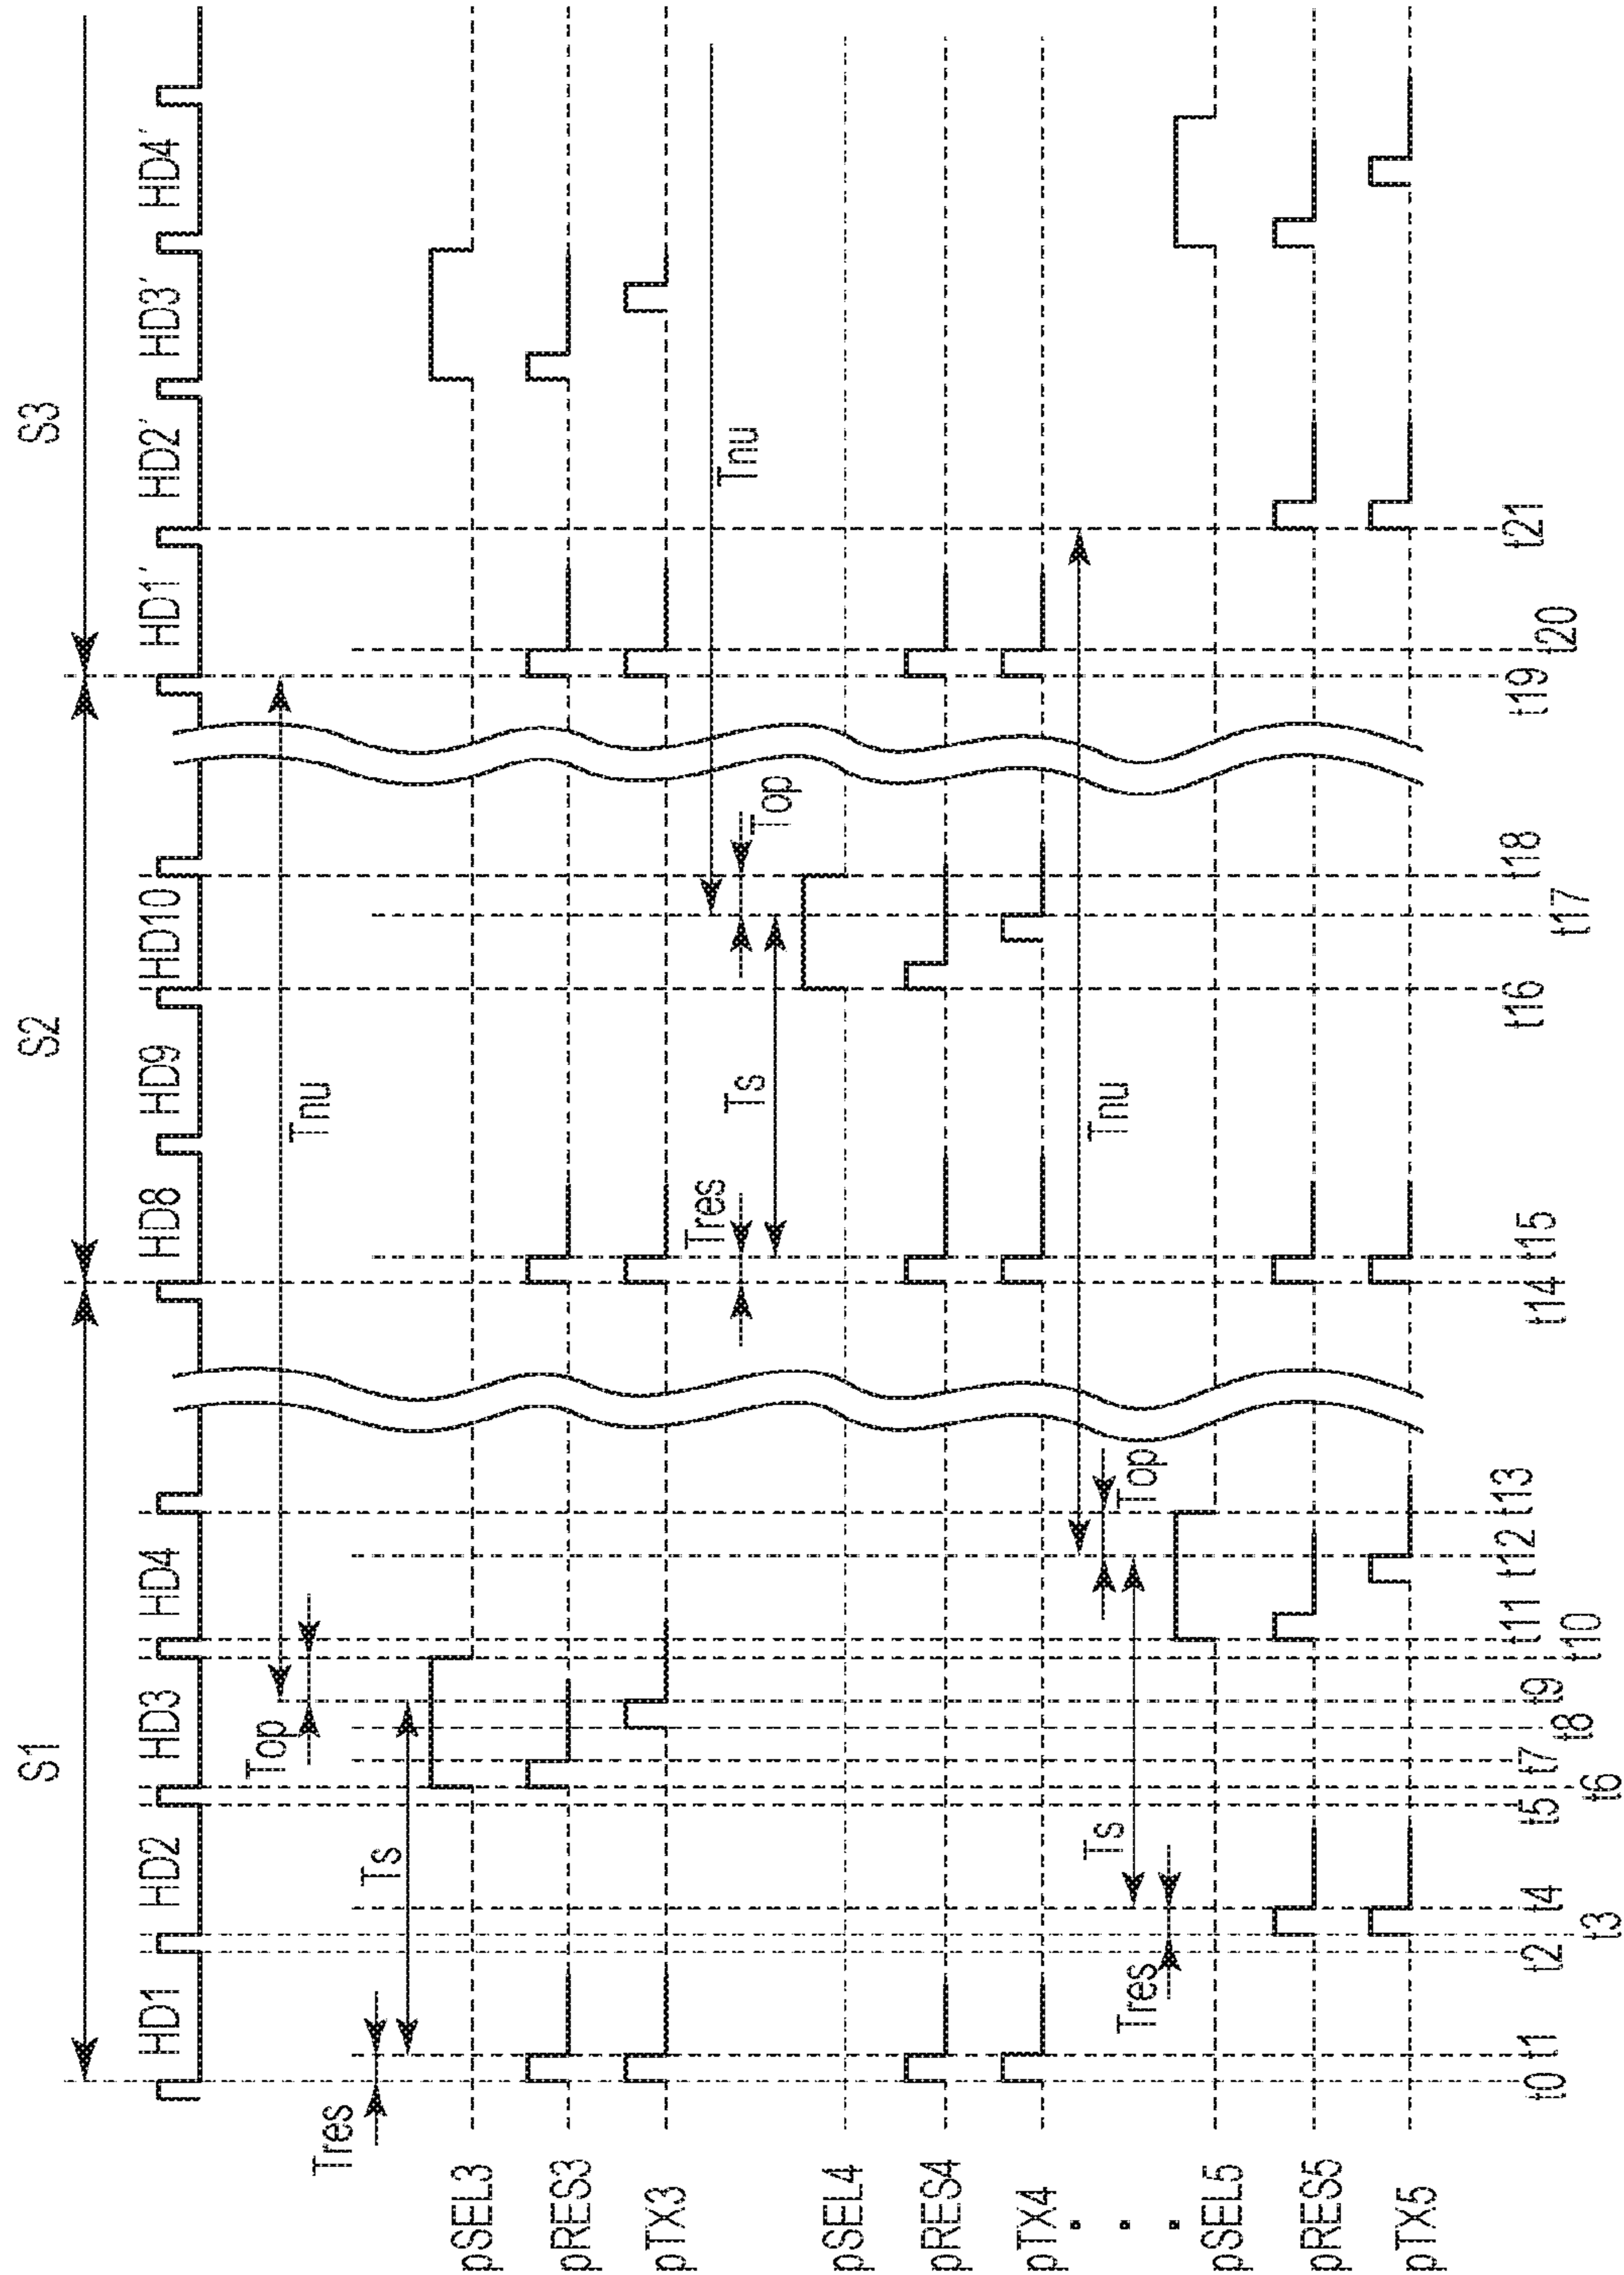 S1 S2 S3
HD1 HD2 HD3 HD4 HD8 HD9 HD10 HD1′ HD2′ HD3′ HD4′
Top Tnu
Tres Ts
pSEL3
pRES3
pTX3
Tnu
Tres Ts Top
pSEL4
pRES4
pTX4
. . .
Tnu
Tres Ts Top
pSEL5
pRES5
pTX5
t0 t1 t2 t3 t4 t5 t6 t7 t8 t9 t10 t11 t12 t13 t14 t15 t16 t17 t18 t19 t20 t21